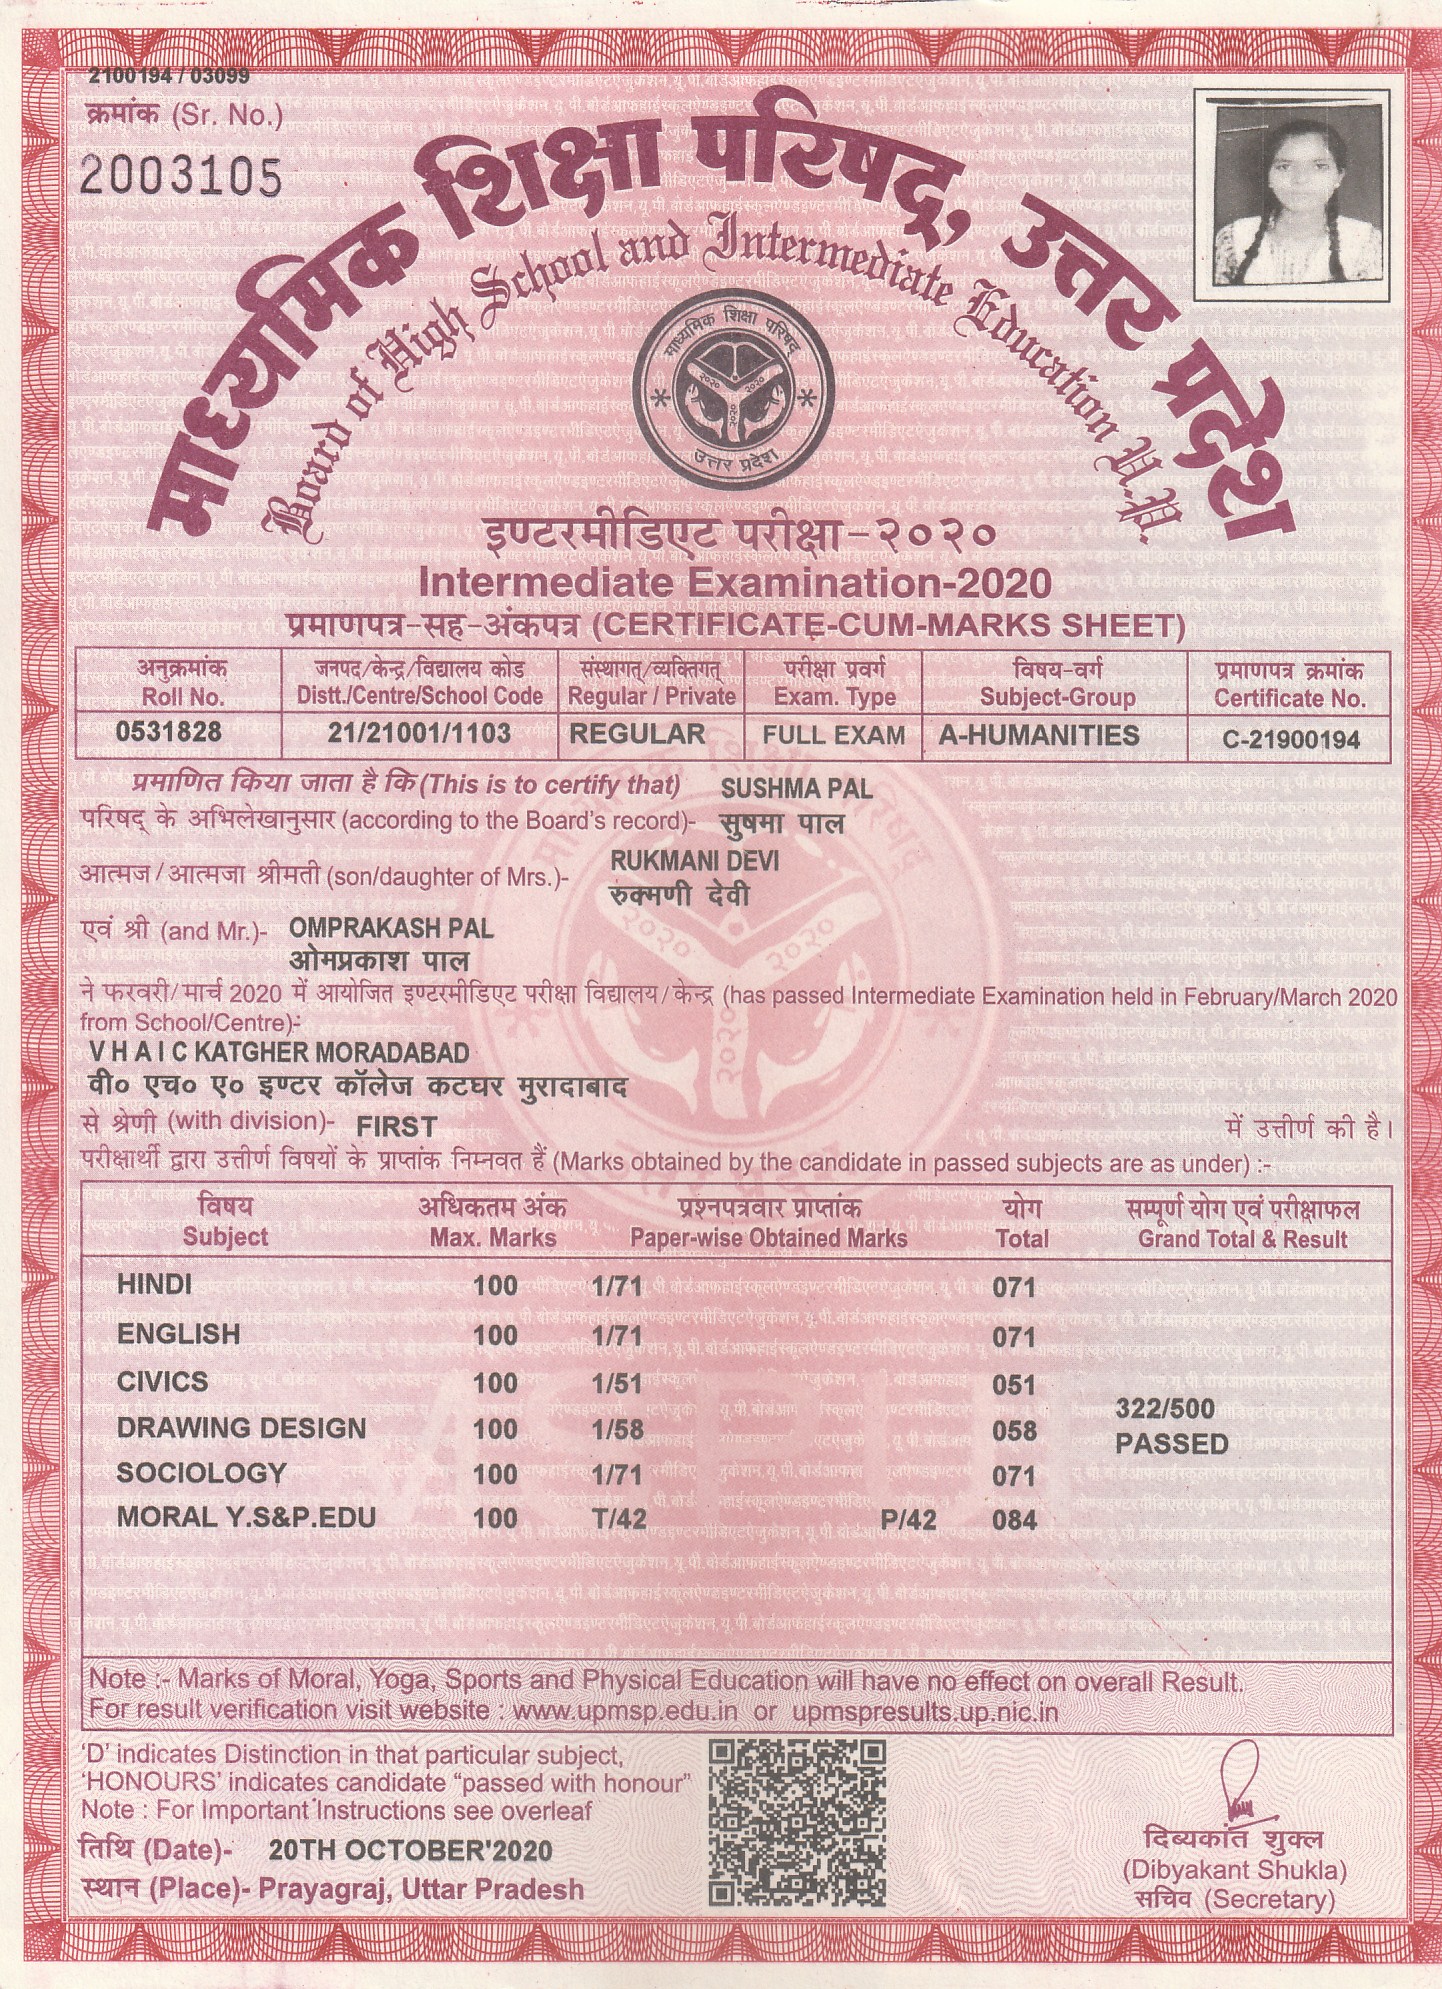 2100194 / 03099
क्रमांक (Sr. No.)
2003105
माध्यमिक शिक्षा परिषद्, उत्तर प्रदेश
Board of High School and Intermediate Education U.P.
माध्यमिक शिक्षा परिषद्
२०२० २०२०
२०२०
उत्तर प्रदेश
इण्टरमीडिएट परीक्षा-२०२०
Intermediate Examination-2020
प्रमाणपत्र-सह-अंकपत्र (CERTIFICATE-CUM-MARKS SHEET)
अनुक्रमांक जनपद/केन्द्र/विद्यालय कोड संस्थागत्/व्यक्तिगत् परीक्षा प्रवर्ग विषय-वर्ग प्रमाणपत्र क्रमांक
Roll No. Distt./Centre/School Code Regular / Private Exam. Type Subject-Group Certificate No.
0531828 21/21001/1103 REGULAR FULL EXAM A-HUMANITIES C-21900194
प्रमाणित किया जाता है कि (This is to certify that) SUSHMA PAL
परिषद् के अभिलेखानुसार (according to the Board's record)- सुषमा पाल
RUKMANI DEVI
आत्मज / आत्मजा श्रीमती (son/daughter of Mrs.)-
रुक्मणी देवी
एवं श्री (and Mr.)- OMPRAKASH PAL
ओमप्रकाश पाल
ने फरवरी/मार्च 2020 में आयोजित इण्टरमीडिएट परीक्षा विद्यालय/केन्द्र (has passed Intermediate Examination held in February/March 2020
from School/Centre):-
V H A I C KATGHER MORADABAD
वी० एच० ए० इण्टर कॉलेज कटघर मुरादाबाद
से श्रेणी (with division)- FIRST में उत्तीर्ण की है।
परीक्षार्थी द्वारा उत्तीर्ण विषयों के प्राप्तांक निम्नवत हैं (Marks obtained by the candidate in passed subjects are as under) :-
विषय अधिकतम अंक प्रश्नपत्रवार प्राप्तांक योग सम्पूर्ण योग एवं परीक्षाफल
Subject Max. Marks Paper-wise Obtained Marks Total Grand Total & Result
HINDI 100 1/71 071
ENGLISH 100 1/71 071
CIVICS 100 1/51 051
322/500
DRAWING DESIGN 100 1/58 058
PASSED
SOCIOLOGY 100 1/71 071
MORAL Y.S&P.EDU 100 T/42 P/42 084
Note :- Marks of Moral, Yoga, Sports and Physical Education will have no effect on overall Result.
For result verification visit website : www.upmsp.edu.in or upmspresults.up.nic.in
'D' indicates Distinction in that particular subject,
'HONOURS' indicates candidate "passed with honour"
Note : For Important Instructions see overleaf
तिथि (Date)- 20TH OCTOBER'2020
स्थान (Place)- Prayagraj, Uttar Pradesh
दिव्यकांत शुक्ल
(Dibyakant Shukla)
सचिव (Secretary)